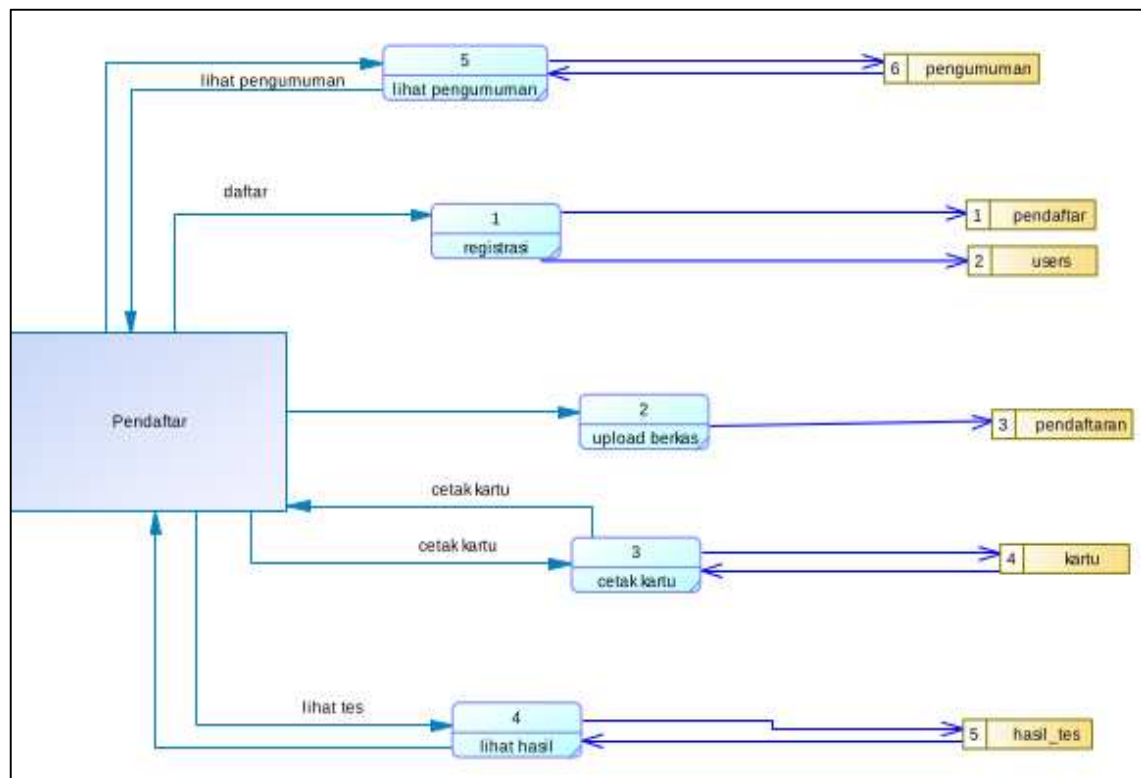 5
lihat pengumuman
lihat pengumuman
6 pengumuman
daftar
1
registrasi
1 pendaftar
2 users
Pendaftar
2
upload berkas
3 pendaftaran
cetak kartu
cetak kartu
3
cetak kartu
4 kartu
lihat tes
4
lihat hasil
5 hasil_tes